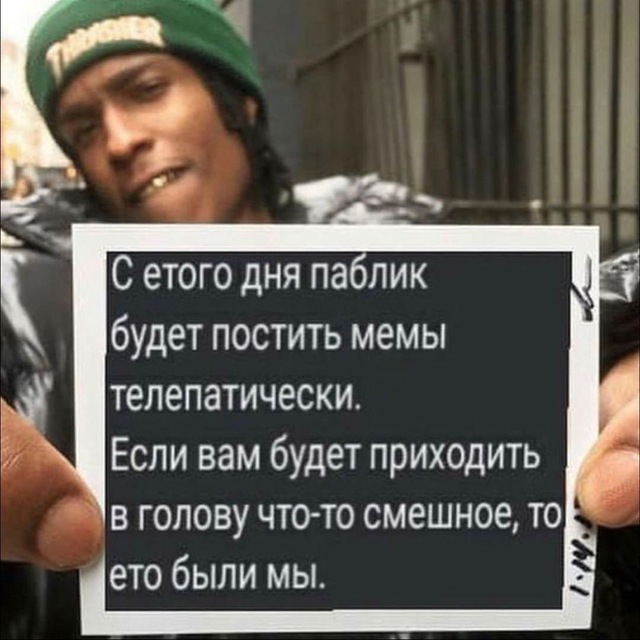 THRASHER
С етого дня паблик
будет постить мемы
телепатически.
Если вам будет приходить
в голову что-то смешное, то
ето были мы.